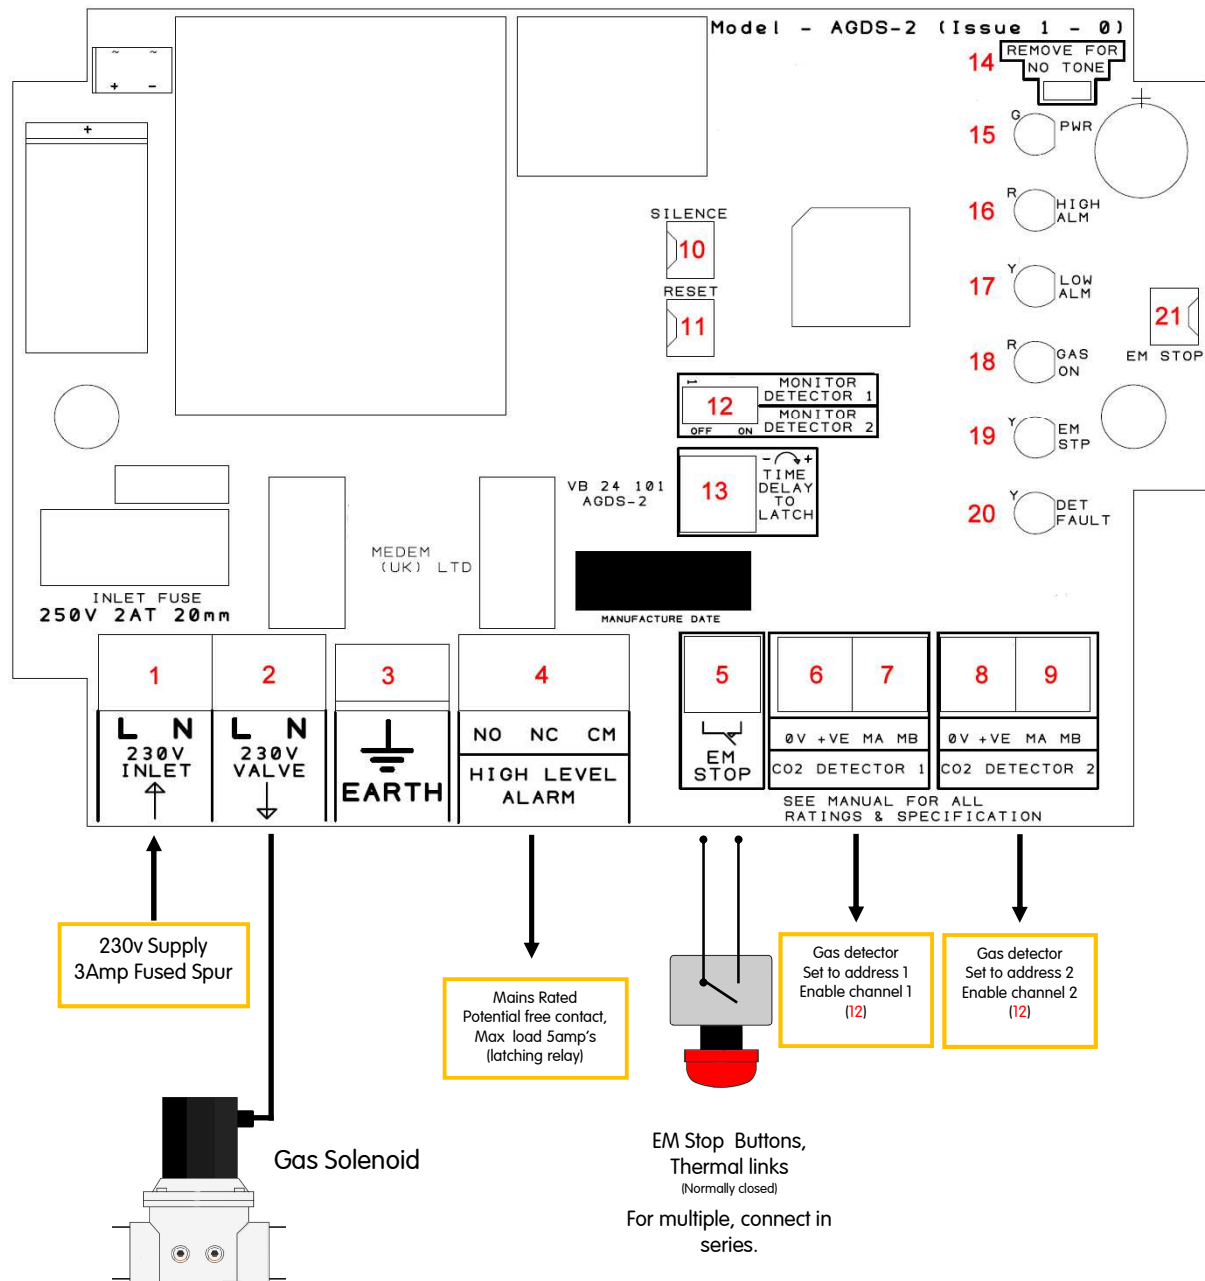 Model - AGDS-2 (Issue 1 - 0)
14
REMOVE FOR
NO TONE
~ ~
+ -
+
15
G
PWR
16
R
HIGH
ALM
SILENCE
10
17
Y
LOW
ALM
RESET
11
21
EM STOP
18
R
GAS
ON
1
12
OFF ON
MONITOR
DETECTOR 1
MONITOR
DETECTOR 2
19
Y
EM
STP
13
- +
TIME
DELAY
TO
LATCH
VB 24 101
AGDS-2
20
Y
DET
FAULT
MEDEM
(UK) LTD
INLET FUSE
250V 2AT 20mm
MANUFACTURE DATE
1
L N
230V
INLET
2
L N
230V
VALVE
3
EARTH
4
NO NC CM
HIGH LEVEL
ALARM
5
EM
STOP
6 7
0V +VE MA MB
CO2 DETECTOR 1
8 9
0V +VE MA MB
CO2 DETECTOR 2
SEE MANUAL FOR ALL
RATINGS & SPECIFICATION
230v Supply
3Amp Fused Spur
Mains Rated
Potential free contact,
Max load 5amp's
(latching relay)
Gas detector
Set to address 1
Enable channel 1
(12)
Gas detector
Set to address 2
Enable channel 2
(12)
Gas Solenoid
EM Stop Buttons,
Thermal links
(Normally closed)
For multiple, connect in
series.